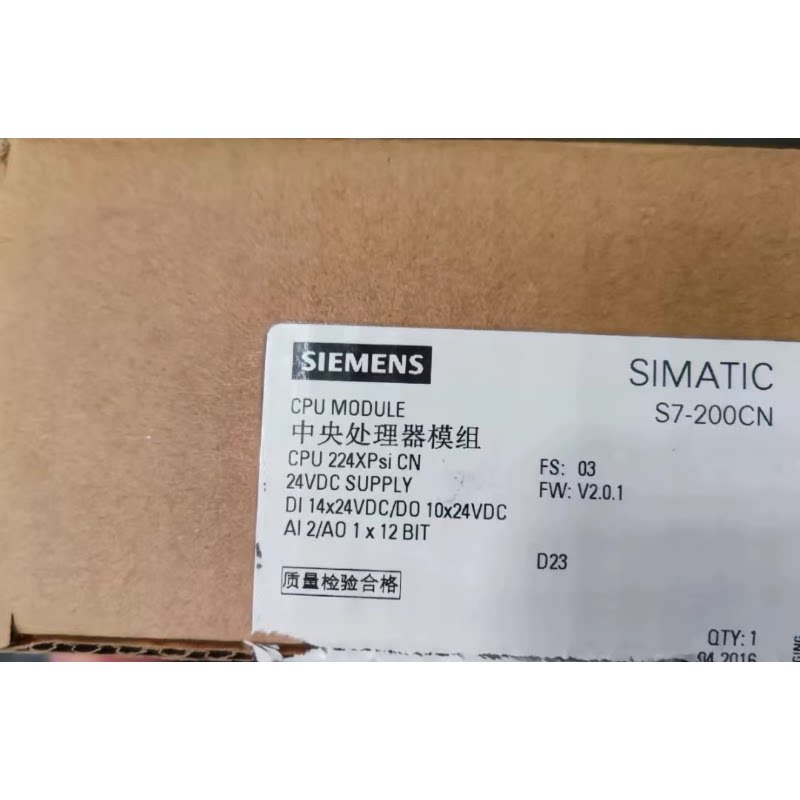 SIEMENS
SIMATIC
S7-200CN
CPU MODULE
中央处理器模组
CPU 224XPsi CN
24VDC SUPPLY
DI 14x24VDC/DO 10x24VDC
AI 2/AO 1 x 12 BIT
FS: 03
FW: V2.0.1
D23
质量检验合格
QTY: 1
04.2016